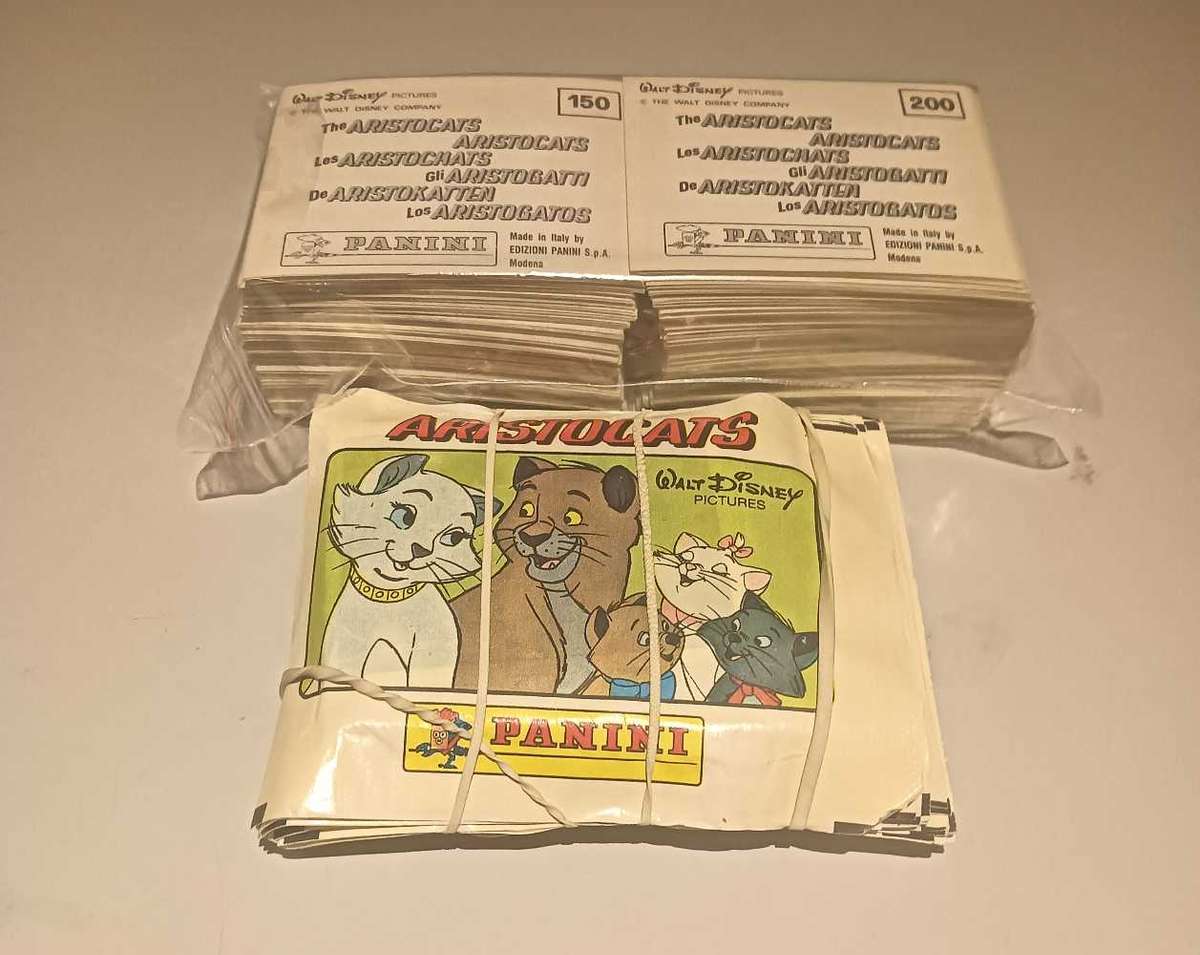 WALT DISNEY PICTURES
© THE WALT DISNEY COMPANY
150
The ARISTOCATS
ARISTOCATS
Les ARISTOCHATS
Gli ARISTOGATTI
De ARISTOKATTEN
Los ARISTOGATOS
PANINI
Made in Italy by
EDIZIONI PANINI S.p.A.
Modena
WALT DISNEY PICTURES
© THE WALT DISNEY COMPANY
200
The ARISTOCATS
ARISTOCATS
Les ARISTOCHATS
Gli ARISTOGATTI
De ARISTOKATTEN
Los ARISTOGATOS
PANINI
Made in Italy by
EDIZIONI PANINI S.p.A.
Modena
ARISTOCATS
WALT DISNEY
PICTURES
PANINI